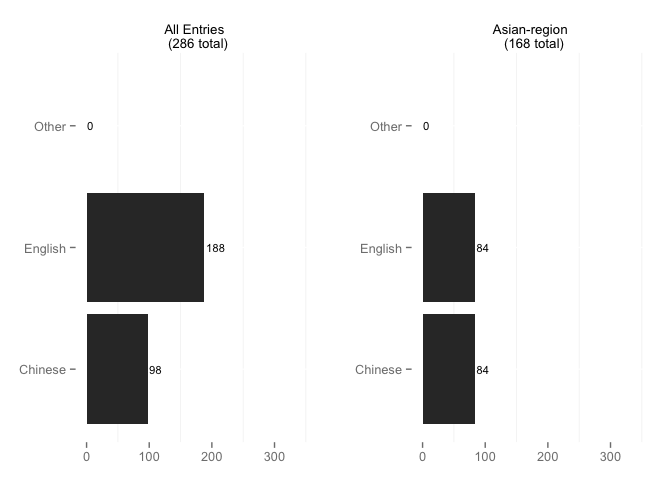 All Entries
(286 total)
Other
0
English
188
Chinese
98
0 100 200 300
Asian-region
(168 total)
Other
0
English
84
Chinese
84
0 100 200 300